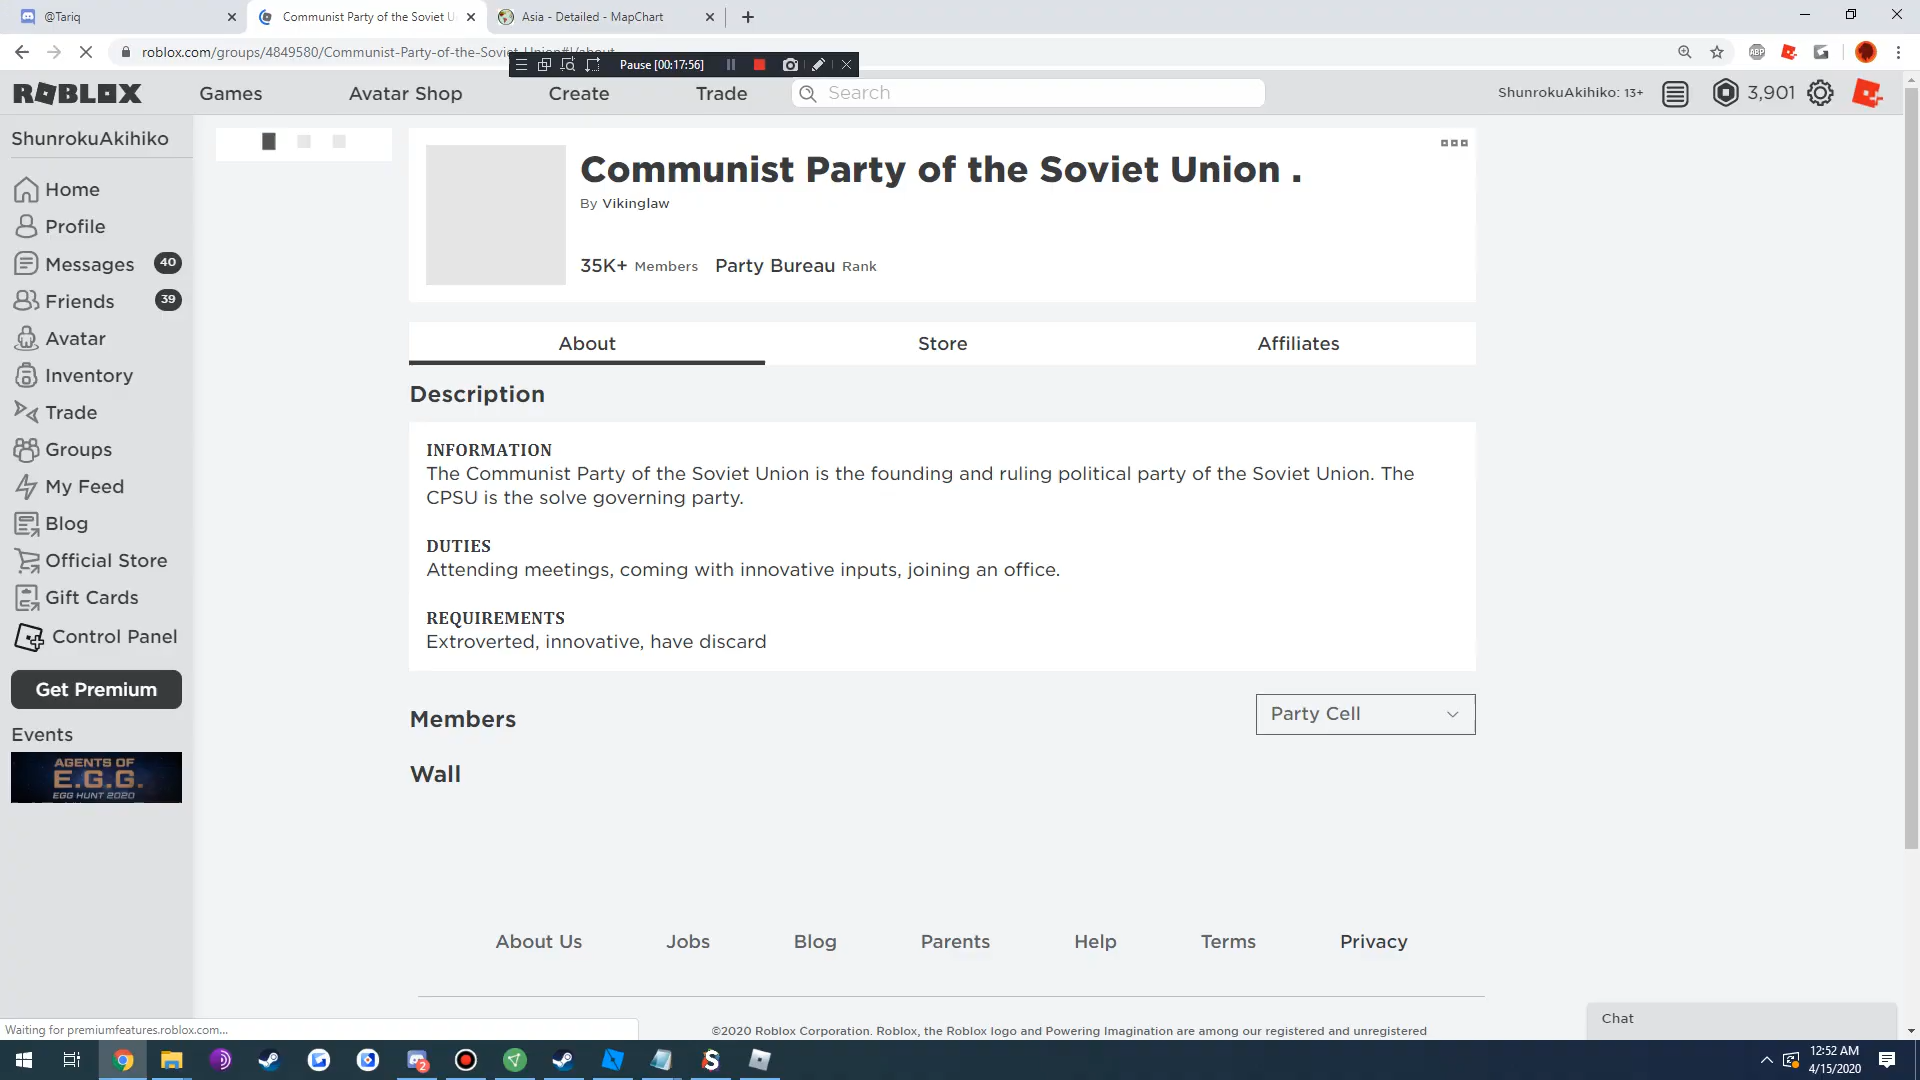 @Tariq
Communist Party of the Soviet U
Asia - Detailed - MapChart
roblox.com/groups/4849580/Communist-Party-of-the-Soviet-Union#!/about
Pause [00:17:56]
ABP
ROBLOX
Games
Avatar Shop
Create
Trade
Search
ShunrokuAkihiko: 13+
3,901
ShunrokuAkihiko
Home
Profile
Messages 40
Friends 39
Avatar
Inventory
Trade
Groups
My Feed
Blog
Official Store
Gift Cards
Control Panel
Get Premium
Events
AGENTS OF
E.G.G.
EGG HUNT 2020
Communist Party of the Soviet Union .
By Vikinglaw
35K+ Members Party Bureau Rank
About
Store
Affiliates
Description
INFORMATION
The Communist Party of the Soviet Union is the founding and ruling political party of the Soviet Union. The
CPSU is the solve governing party.
DUTIES
Attending meetings, coming with innovative inputs, joining an office.
REQUIREMENTS
Extroverted, innovative, have discard
Members
Party Cell
Wall
About Us
Jobs
Blog
Parents
Help
Terms
Privacy
©2020 Roblox Corporation. Roblox, the Roblox logo and Powering Imagination are among our registered and unregistered
Chat
Waiting for premiumfeatures.roblox.com...
2
12:52 AM
4/15/2020